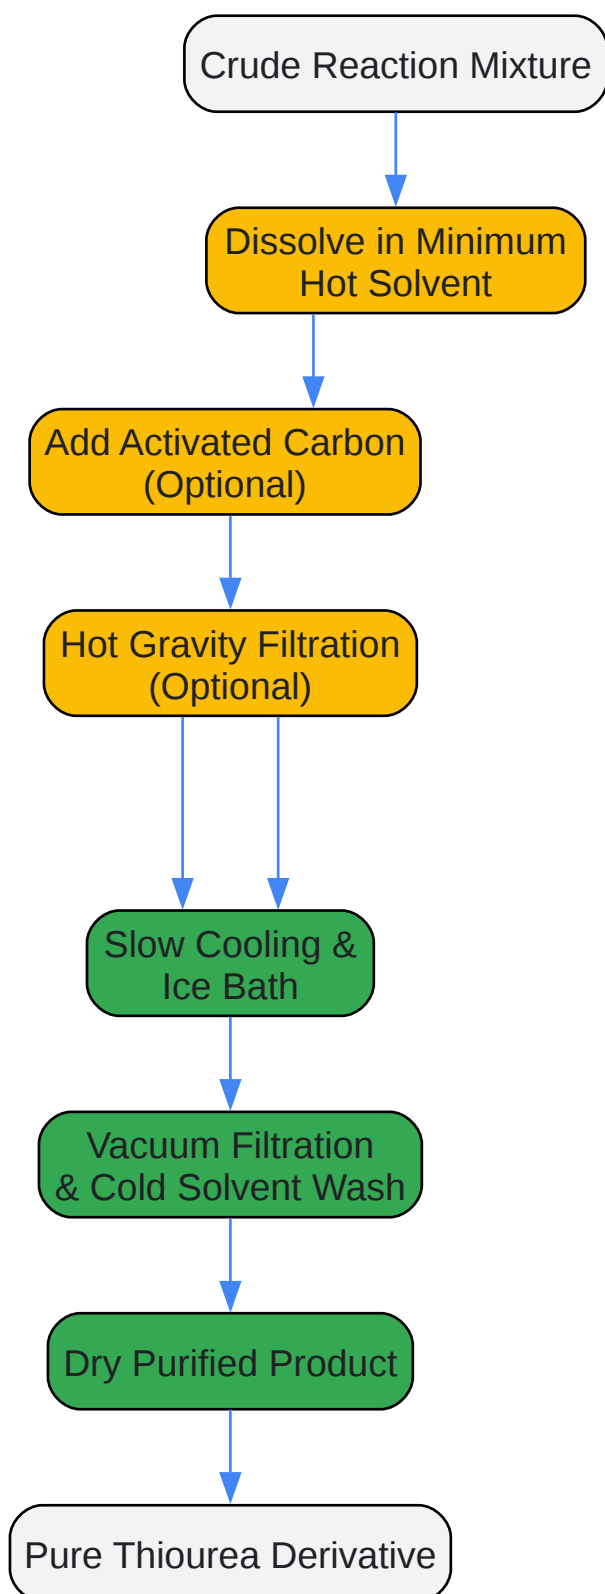 Crude Reaction Mixture
Dissolve in Minimum
Hot Solvent
Add Activated Carbon
(Optional)
Hot Gravity Filtration
(Optional)
Slow Cooling &
Ice Bath
Vacuum Filtration
& Cold Solvent Wash
Dry Purified Product
Pure Thiourea Derivative